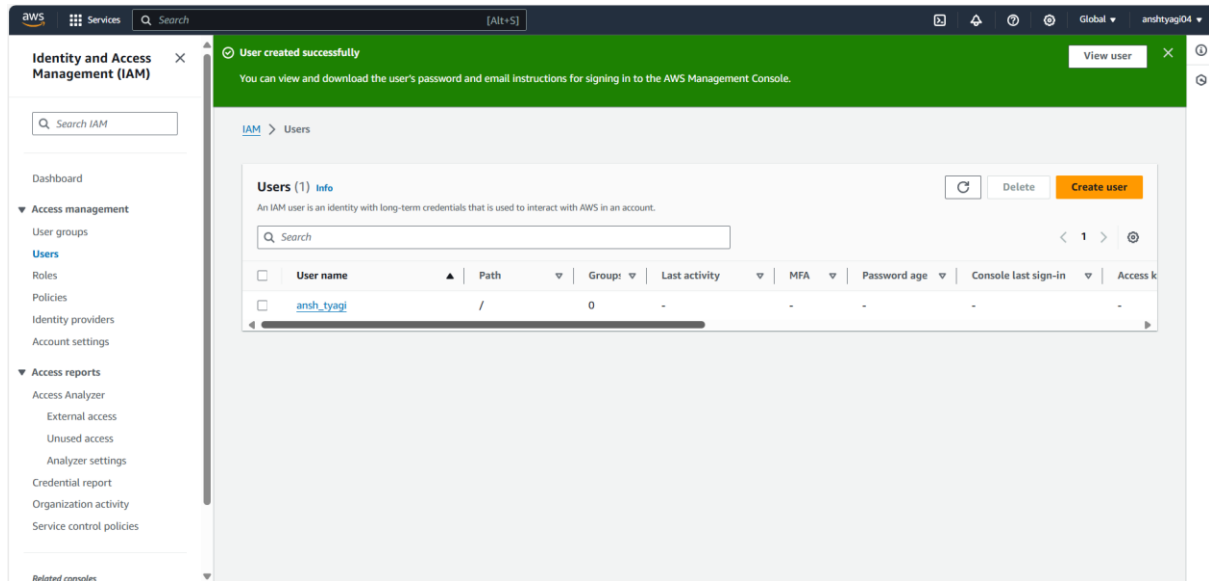 aws Services Search [Alt+S] Global anshtyagi04
Identity and Access
Management (IAM)
Search IAM
Dashboard
Access management
User groups
Users
Roles
Policies
Identity providers
Account settings
Access reports
Access Analyzer
External access
Unused access
Analyzer settings
Credential report
Organization activity
Service control policies
Related consoles
User created successfully
View user
You can view and download the user's password and email instructions for signing in to the AWS Management Console.
IAM > Users
Users (1) Info
Delete Create user
An IAM user is an identity with long-term credentials that is used to interact with AWS in an account.
Search
1
User name Path Group: Last activity MFA Password age Console last sign-in Access k
ansh_tyagi / 0 - - - - -